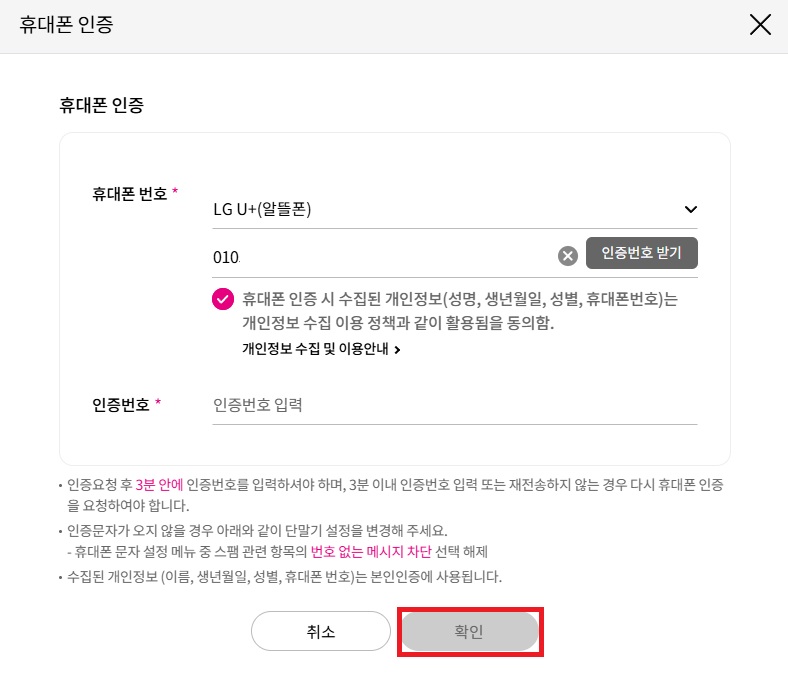 휴대폰 인증
휴대폰 인증
휴대폰 번호 *
LG U+(알뜰폰)
010
인증번호 받기
휴대폰 인증 시 수집된 개인정보(성명, 생년월일, 성별, 휴대폰번호)는
개인정보 수집 이용 정책과 같이 활용됨을 동의함.
개인정보 수집 및 이용안내 >
인증번호 *
인증번호 입력
• 인증요청 후 3분 안에 인증번호를 입력하셔야 하며, 3분 이내 인증번호 입력 또는 재전송하지 않는 경우 다시 휴대폰 인증
을 요청하여야 합니다.
• 인증문자가 오지 않을 경우 아래와 같이 단말기 설정을 변경해 주세요.
- 휴대폰 문자 설정 메뉴 중 스팸 관련 항목의 번호 없는 메시지 차단 선택 해제
• 수집된 개인정보 (이름, 생년월일, 성별, 휴대폰 번호)는 본인인증에 사용됩니다.
취소
확인